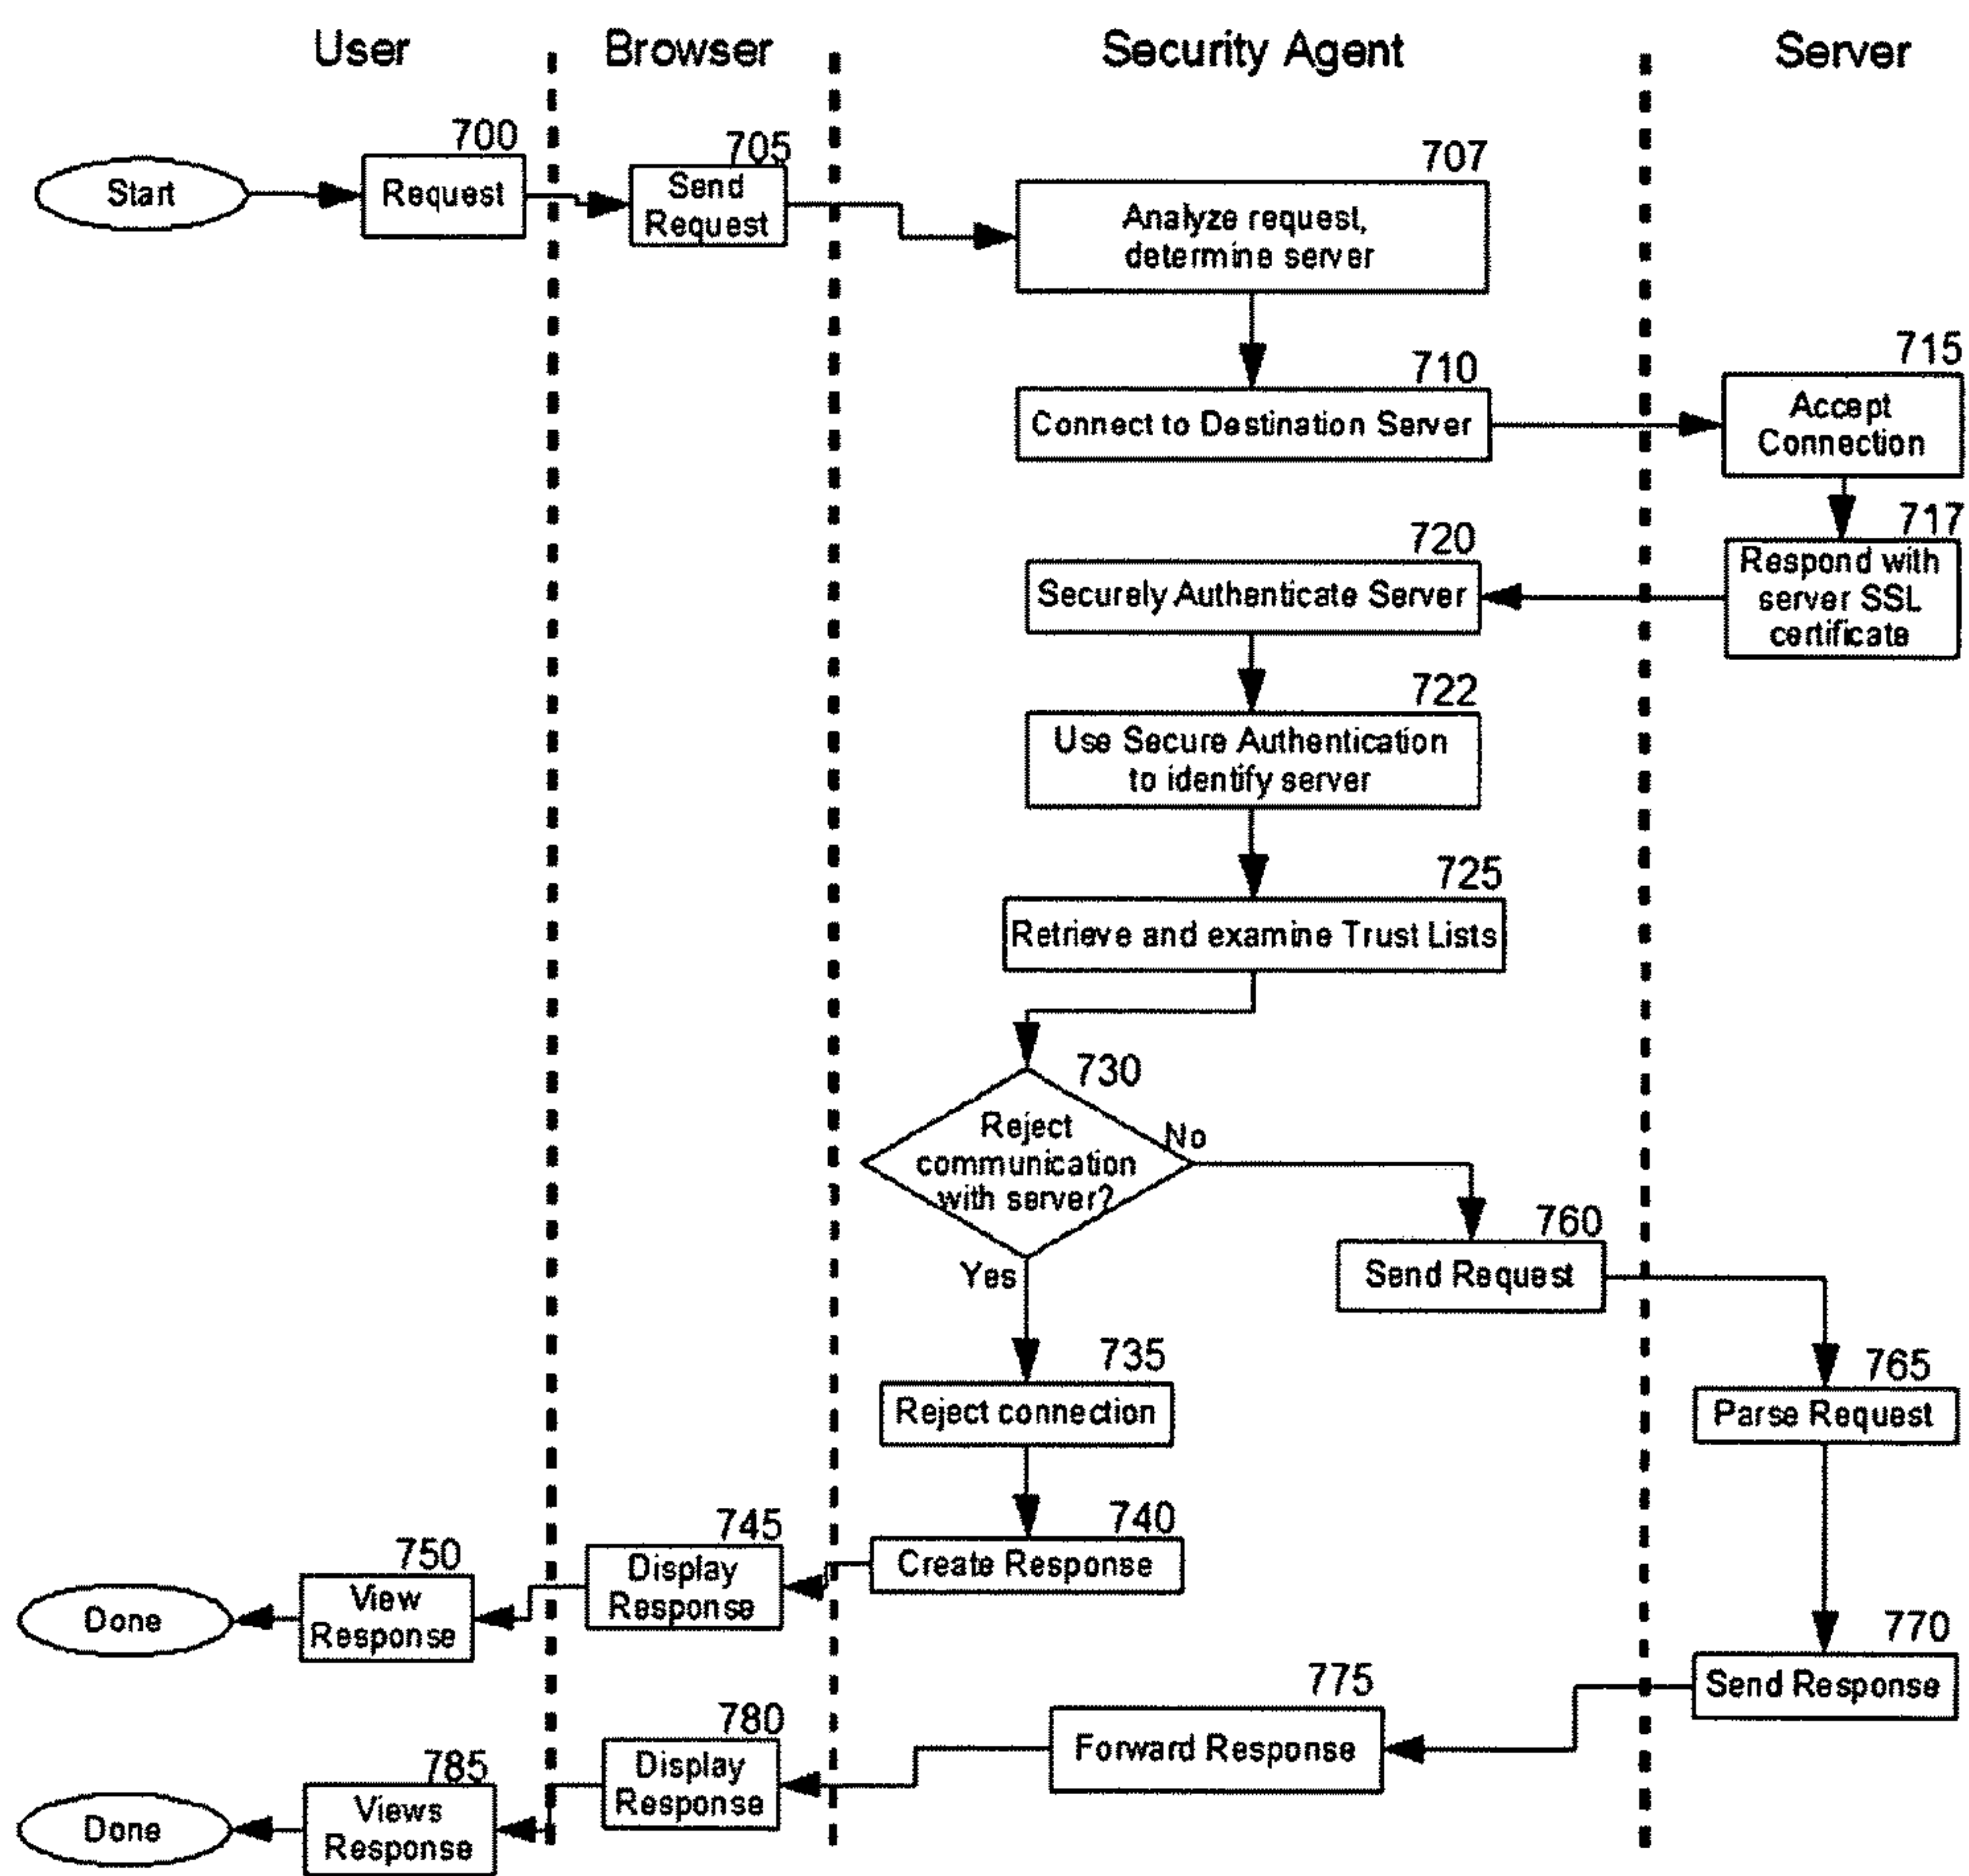 User
Browser
Security Agent
Server
700
705
707
Start
Request
Send
Request
Analyze request,
determine server
710
715
Connect to Destination Server
Accept
Connection
717
720
Securely Authenticate Server
Respond with
server SSL
certificate
722
Use Secure Authentication
to identify server
725
Retrieve and examine Trust Lists
730
Reject
communication
with server?
No
Yes
760
Send Request
735
Reject connection
765
Parse Request
740
Create Response
745
Display
Response
750
View
Response
Done
770
Send Response
775
Forward Response
780
Display
Response
785
Views
Response
Done